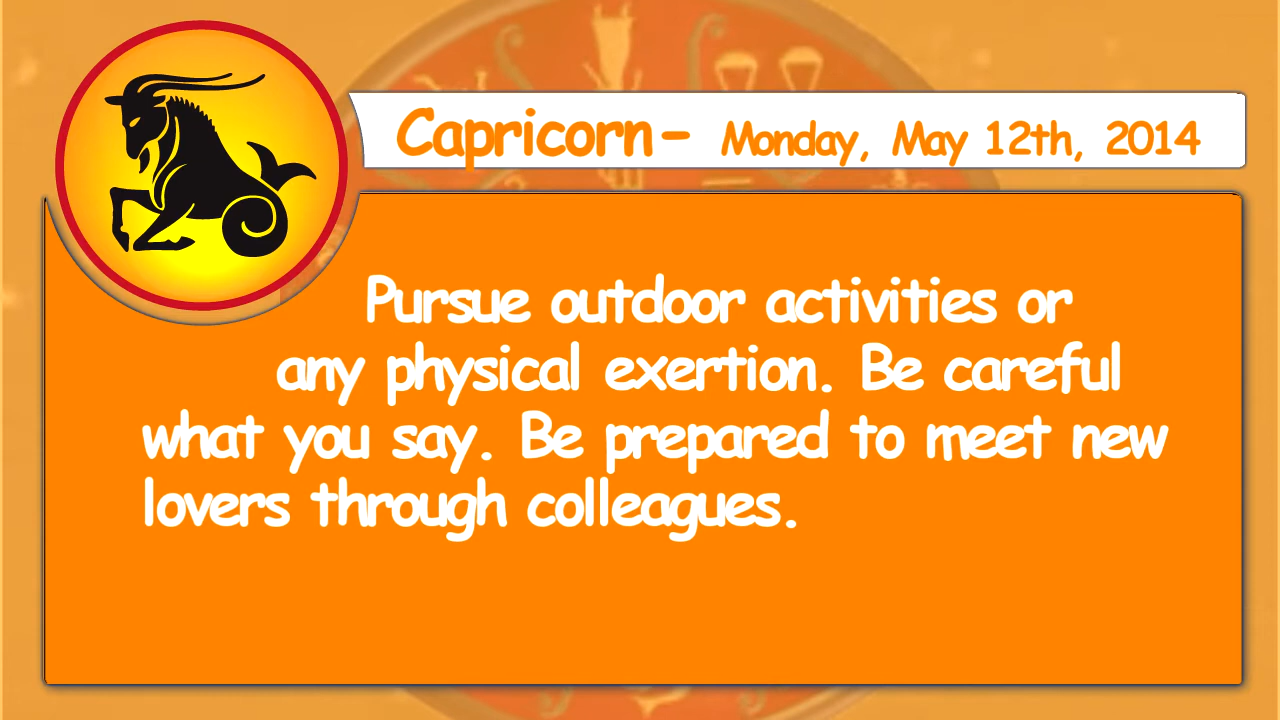 Capricorn- Monday, May 12th, 2014
Pursue outdoor activities or
any physical exertion. Be careful
what you say. Be prepared to meet new
lovers through colleagues.